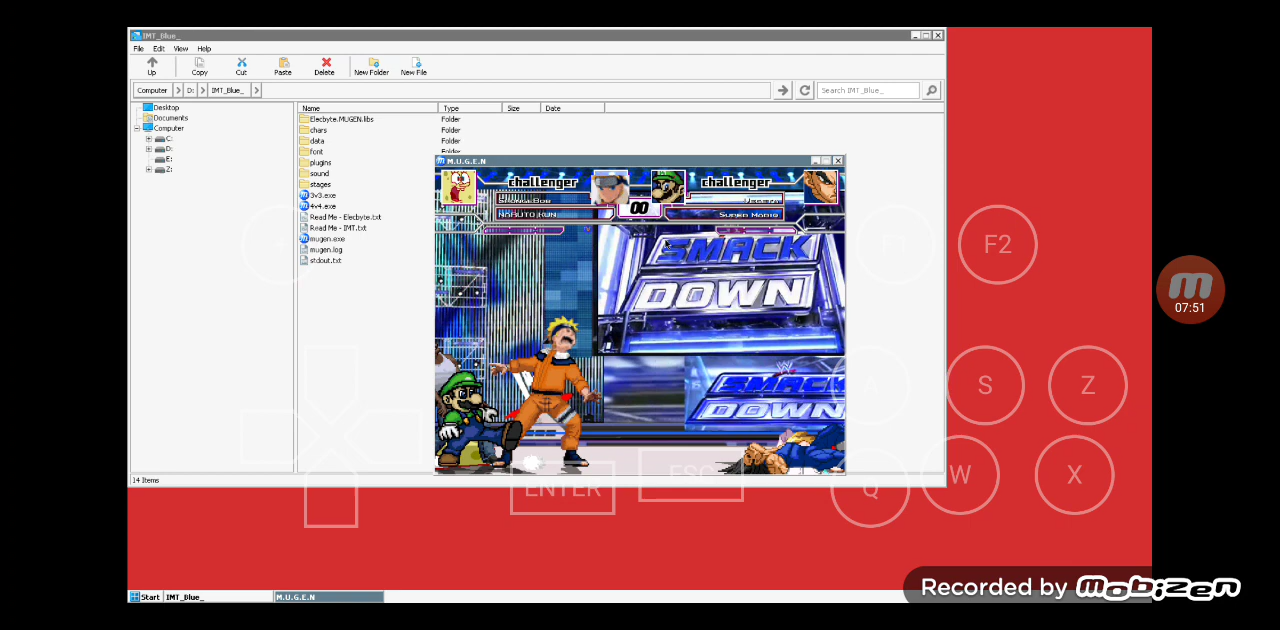 IMT_Blue_
File Edit View Help
Up Copy Cut Paste Delete New Folder New File
Computer D: IMT_Blue_ Search IMT_Blue_
Desktop
Documents
Computer
C:
D:
E:
Z:
Name Type Size Date
Elecbyte.MUGEN.libs Folder
chars Folder
data Folder
font Folder
plugins
sound
stages
3v3.exe
4v4.exe
Read Me - Elecbyte.txt
Read Me - IMT.txt
mugen.exe
mugen.log
stdout.txt
M.U.G.E.N
challenger challenger
SpongeBob
00
NARUTO RUN Super Mario
SMACK
DOWN
SMACK
DOWN
F2
07:51
S Z
ENTER ESC Q W X
14 Items
Start IMT_Blue_ M.U.G.E.N
Recorded by mobizen